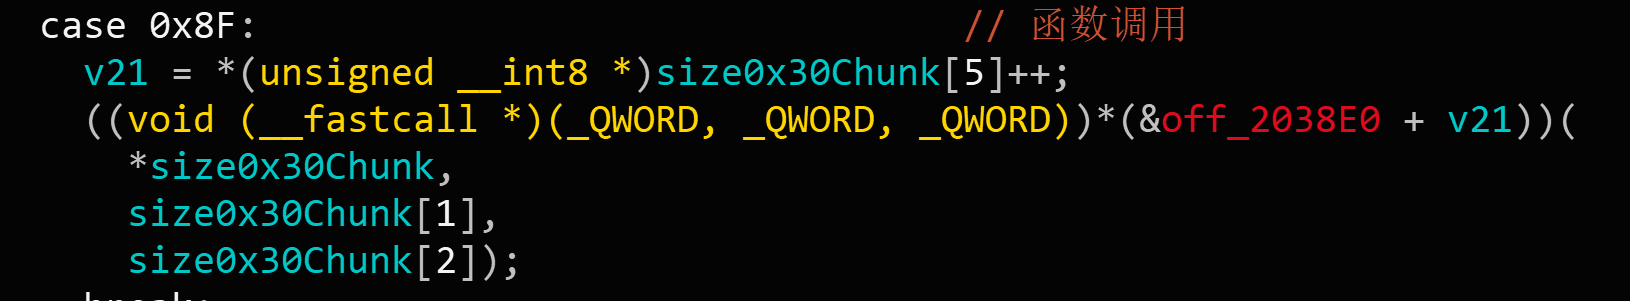 case 0x8F: // 函数调用
v21 = *(unsigned __int8 *)size0x30Chunk[5]++;
((void (__fastcall *)(_QWORD, _QWORD, _QWORD))*(&off_2038E0 + v21))(
*size0x30Chunk,
size0x30Chunk[1],
size0x30Chunk[2]);
break;